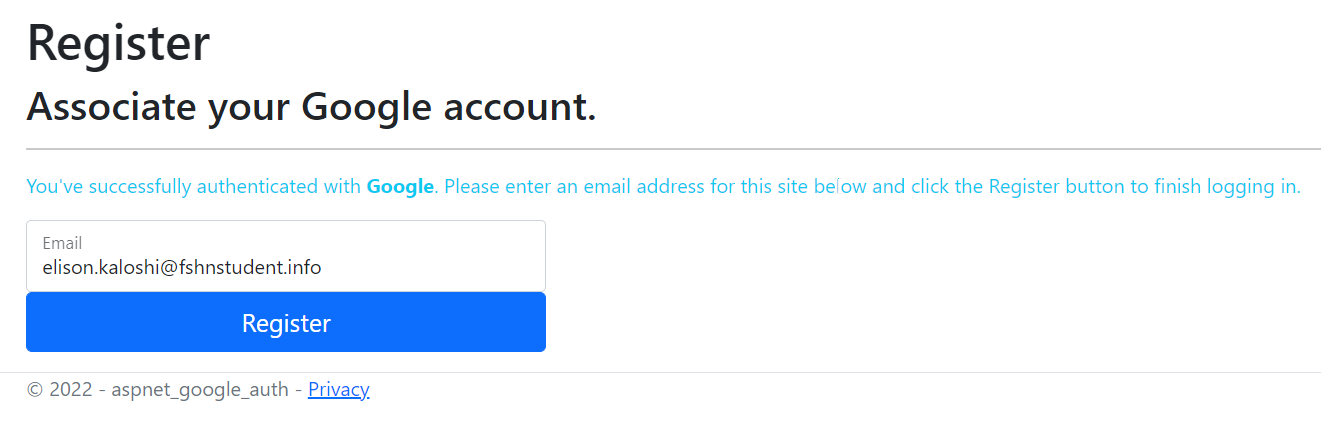 Register
Associate your Google account.
You've successfully authenticated with Google. Please enter an email address for this site below and click the Register button to finish logging in.
Email
elison.kaloshi@fshnstudent.info
Register
© 2022 - aspnet_google_auth - Privacy